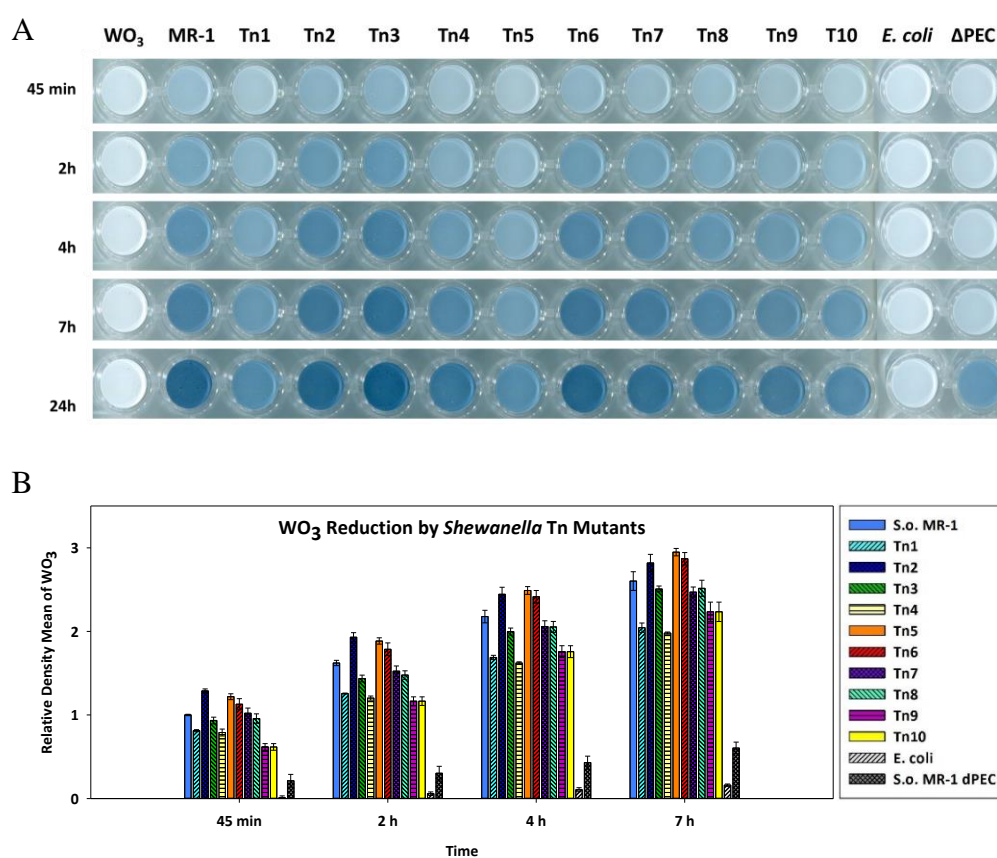 A
WO3 MR-1 Tn1 Tn2 Tn3 Tn4 Tn5 Tn6 Tn7 Tn8 Tn9 T10 E. coli ΔPEC
45 min
2h
4h
7h
24h
B
WO3 Reduction by Shewanella Tn Mutants
Relative Density Mean of WO3
3
2
1
0
45 min 2 h 4 h 7 h
Time
S.o. MR-1
Tn1
Tn2
Tn3
Tn4
Tn5
Tn6
Tn7
Tn8
Tn9
Tn10
E. coli
S.o. MR-1 dPEC